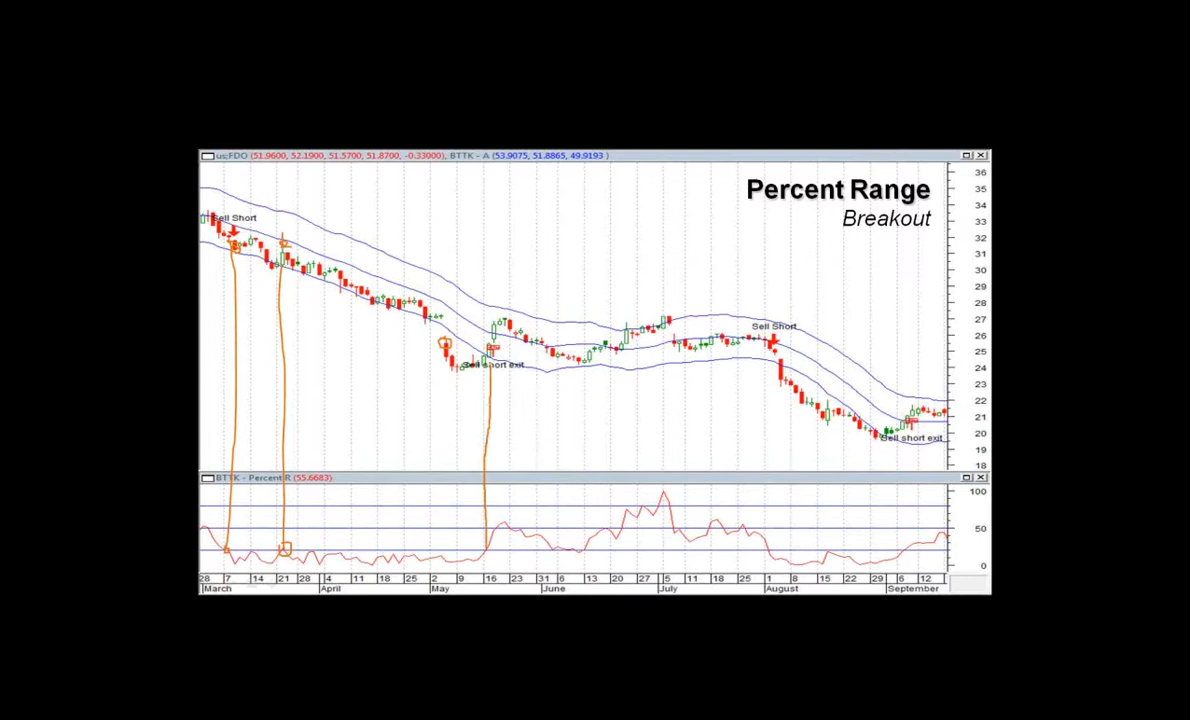 us;FDO (51.9600, 52.1900, 51.5700, 51.8700, -0.33000), BTTK - A (53.9075, 51.8865, 49.9193 )
Percent Range
Breakout
Sell Short
Sell Short
Sell short exit
Sell short exit
36
35
34
33
32
31
30
29
28
27
26
25
24
23
22
21
20
19
18
BTTK - Percent R (55.6683)
100
50
0
28 7 14 21 28 4 11 18 25 2 9 16 23 31 6 13 20 27 5 11 18 25 1 8 15 22 29 6 12
March April May June July August September